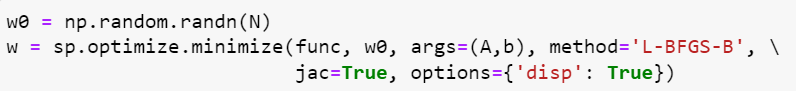 w0 = np.random.randn(N)
w = sp.optimize.minimize(func, w0, args=(A,b), method='L-BFGS-B', \
jac=True, options={'disp': True})